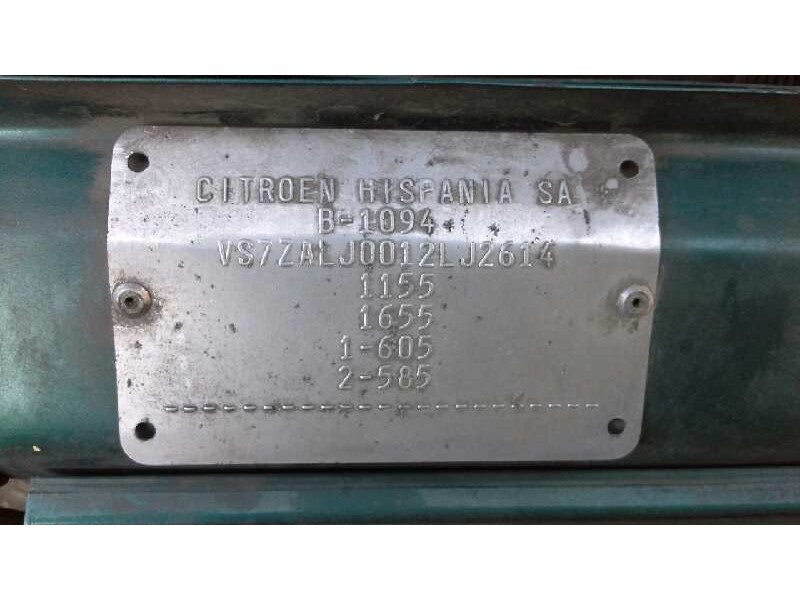 CITROEN HISPANIA SA
B-1094
VS7ZALJ0012LJ2614
1155
1655
1-605
2-585
-----------------------